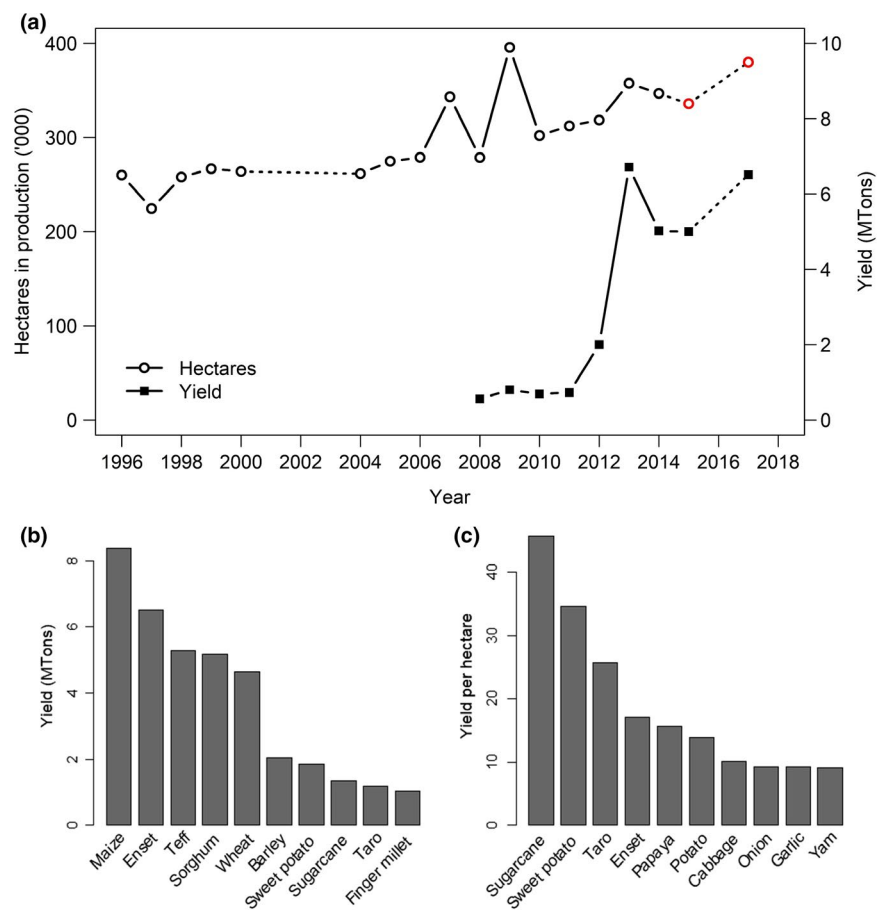 (a)
400
300
200
100
0
Hectares in production ('000)
10
8
6
4
2
0
Yield (MTons)
Hectares
Yield
1996 1998 2000 2002 2004 2006 2008 2010 2012 2014 2016 2018
Year
(b)
8
6
4
2
0
Yield (MTons)
Maize Enset Teff Sorghum Wheat Barley Sweet potato Sugarcane Taro Finger millet
(c)
40
30
20
10
0
Yield per hectare
Sugarcane Sweet potato Taro Enset Papaya Potato Cabbage Onion Garlic Yam